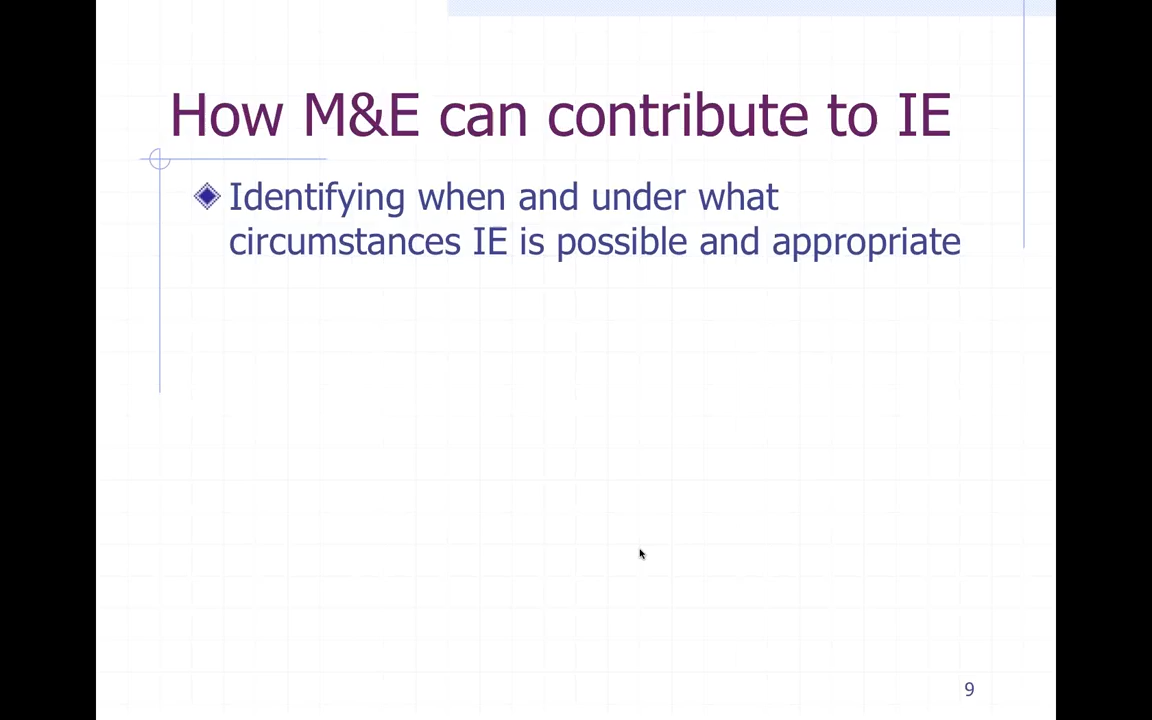 How M&E can contribute to IE
Identifying when and under what
circumstances IE is possible and appropriate
9